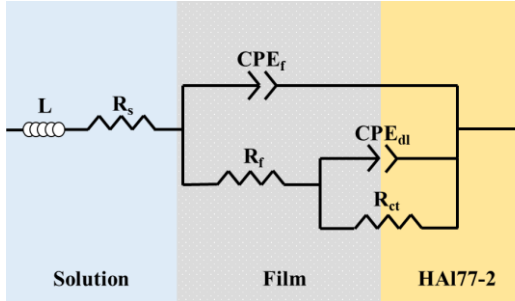 CPEf
L
Rs
CPEdl
Rf
Rct
Solution
Film
HAl77-2